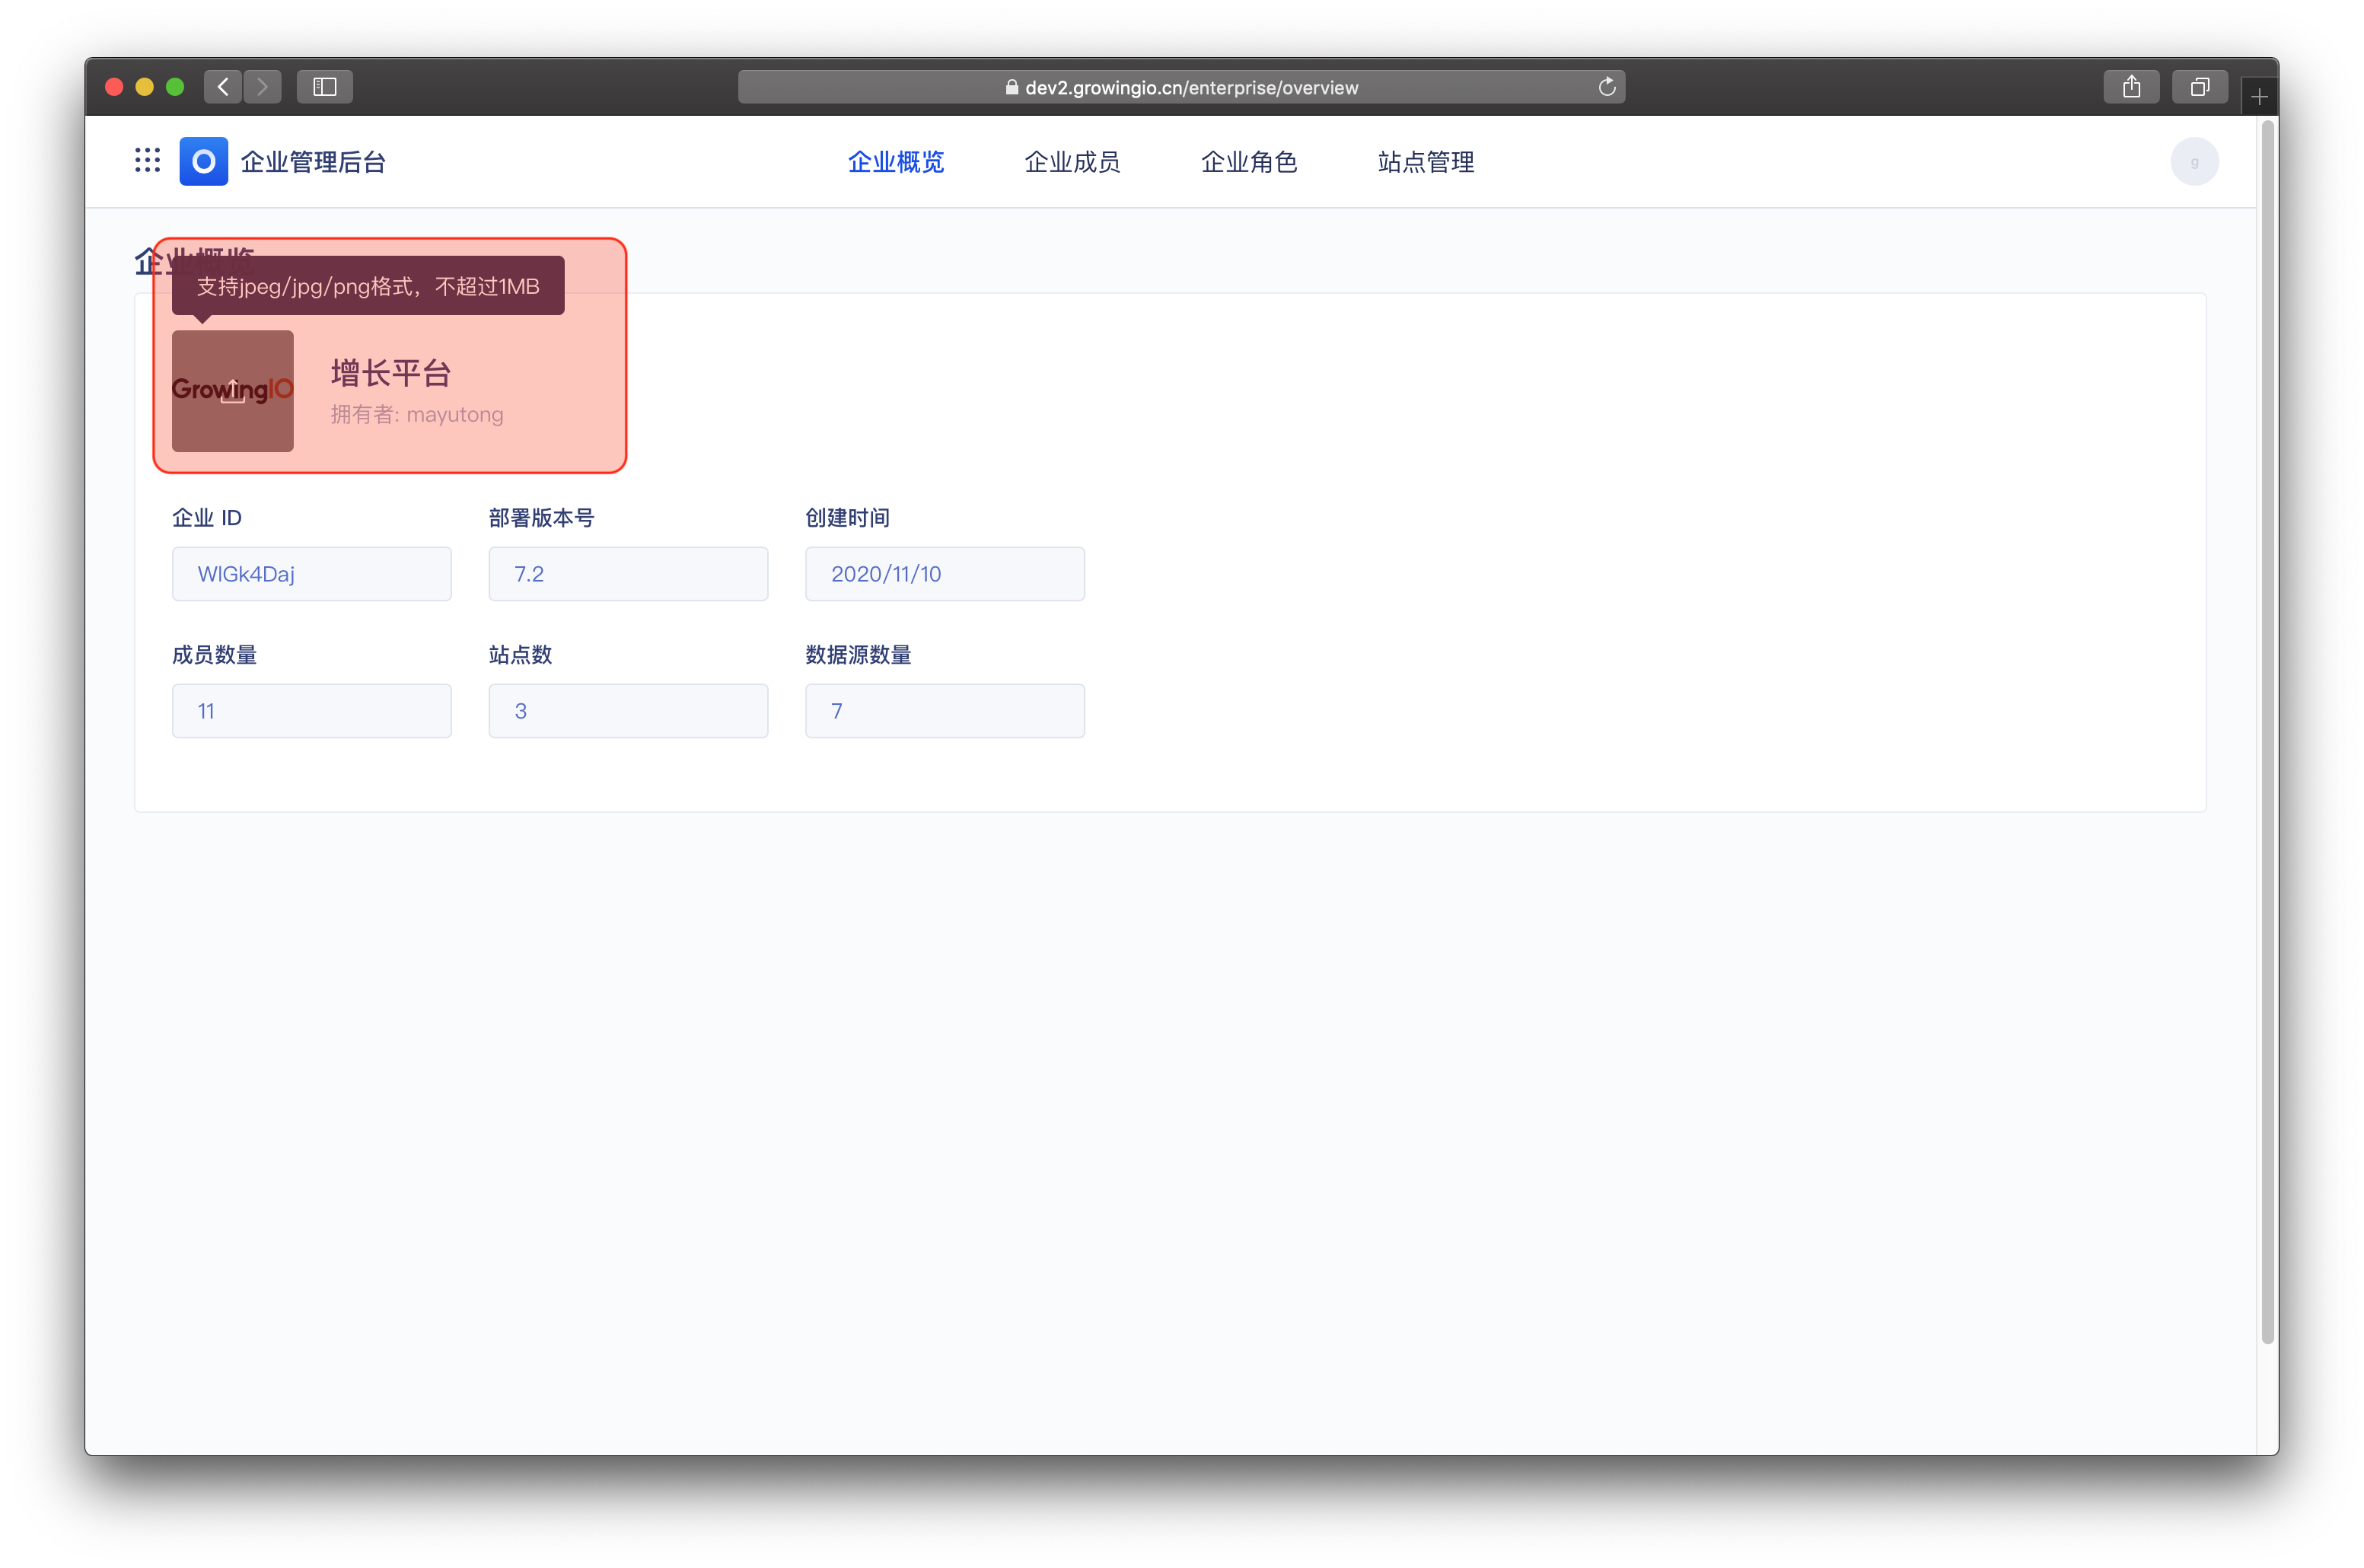 dev2.growingio.cn/enterprise/overview
企业管理后台
企业概览
企业成员
企业角色
站点管理
g
企业概览
支持jpeg/jpg/png格式，不超过1MB
GrowingIO
增长平台
拥有者: mayutong
企业 ID
部署版本号
创建时间
WlGk4Daj
7.2
2020/11/10
成员数量
站点数
数据源数量
11
3
7